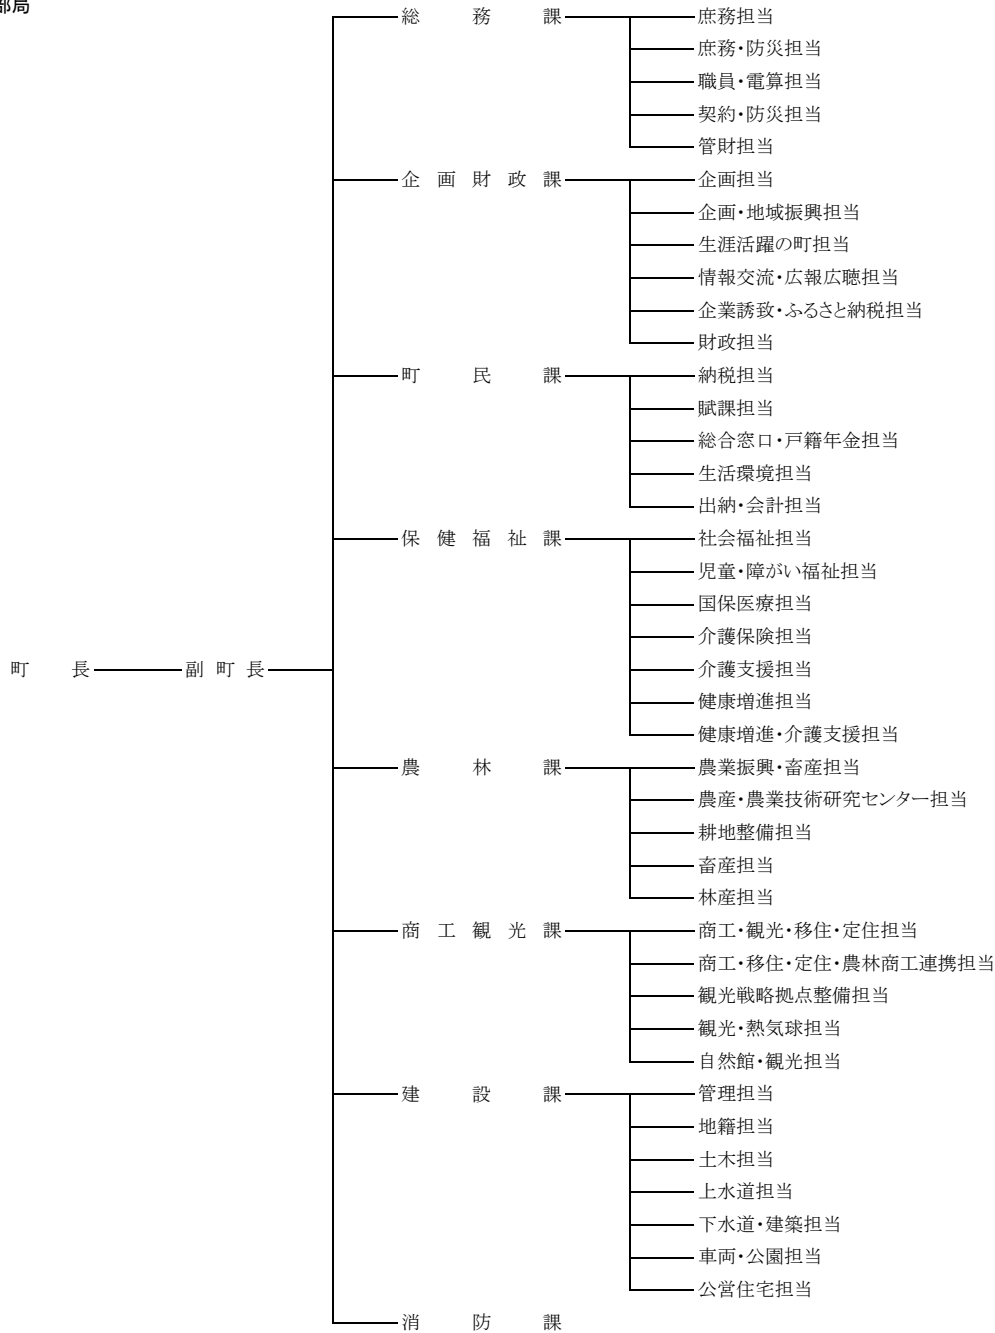 部局
総務課 庶務担当
庶務・防災担当
職員・電算担当
契約・防災担当
管財担当
企画財政課 企画担当
企画・地域振興担当
生涯活躍の町担当
情報交流・広報広聴担当
企業誘致・ふるさと納税担当
財政担当
町民課 納税担当
賦課担当
総合窓口・戸籍年金担当
生活環境担当
出納・会計担当
保健福祉課 社会福祉担当
児童・障がい福祉担当
国保医療担当
介護保険担当
町長 副町長 介護支援担当
健康増進担当
健康増進・介護支援担当
農林課 農業振興・畜産担当
農産・農業技術研究センター担当
耕地整備担当
畜産担当
林産担当
商工観光課 商工・観光・移住・定住担当
商工・移住・定住・農林商工連携担当
観光戦略拠点整備担当
観光・熱気球担当
自然館・観光担当
建設課 管理担当
地籍担当
土木担当
上水道担当
下水道・建築担当
車両・公園担当
公営住宅担当
消防課